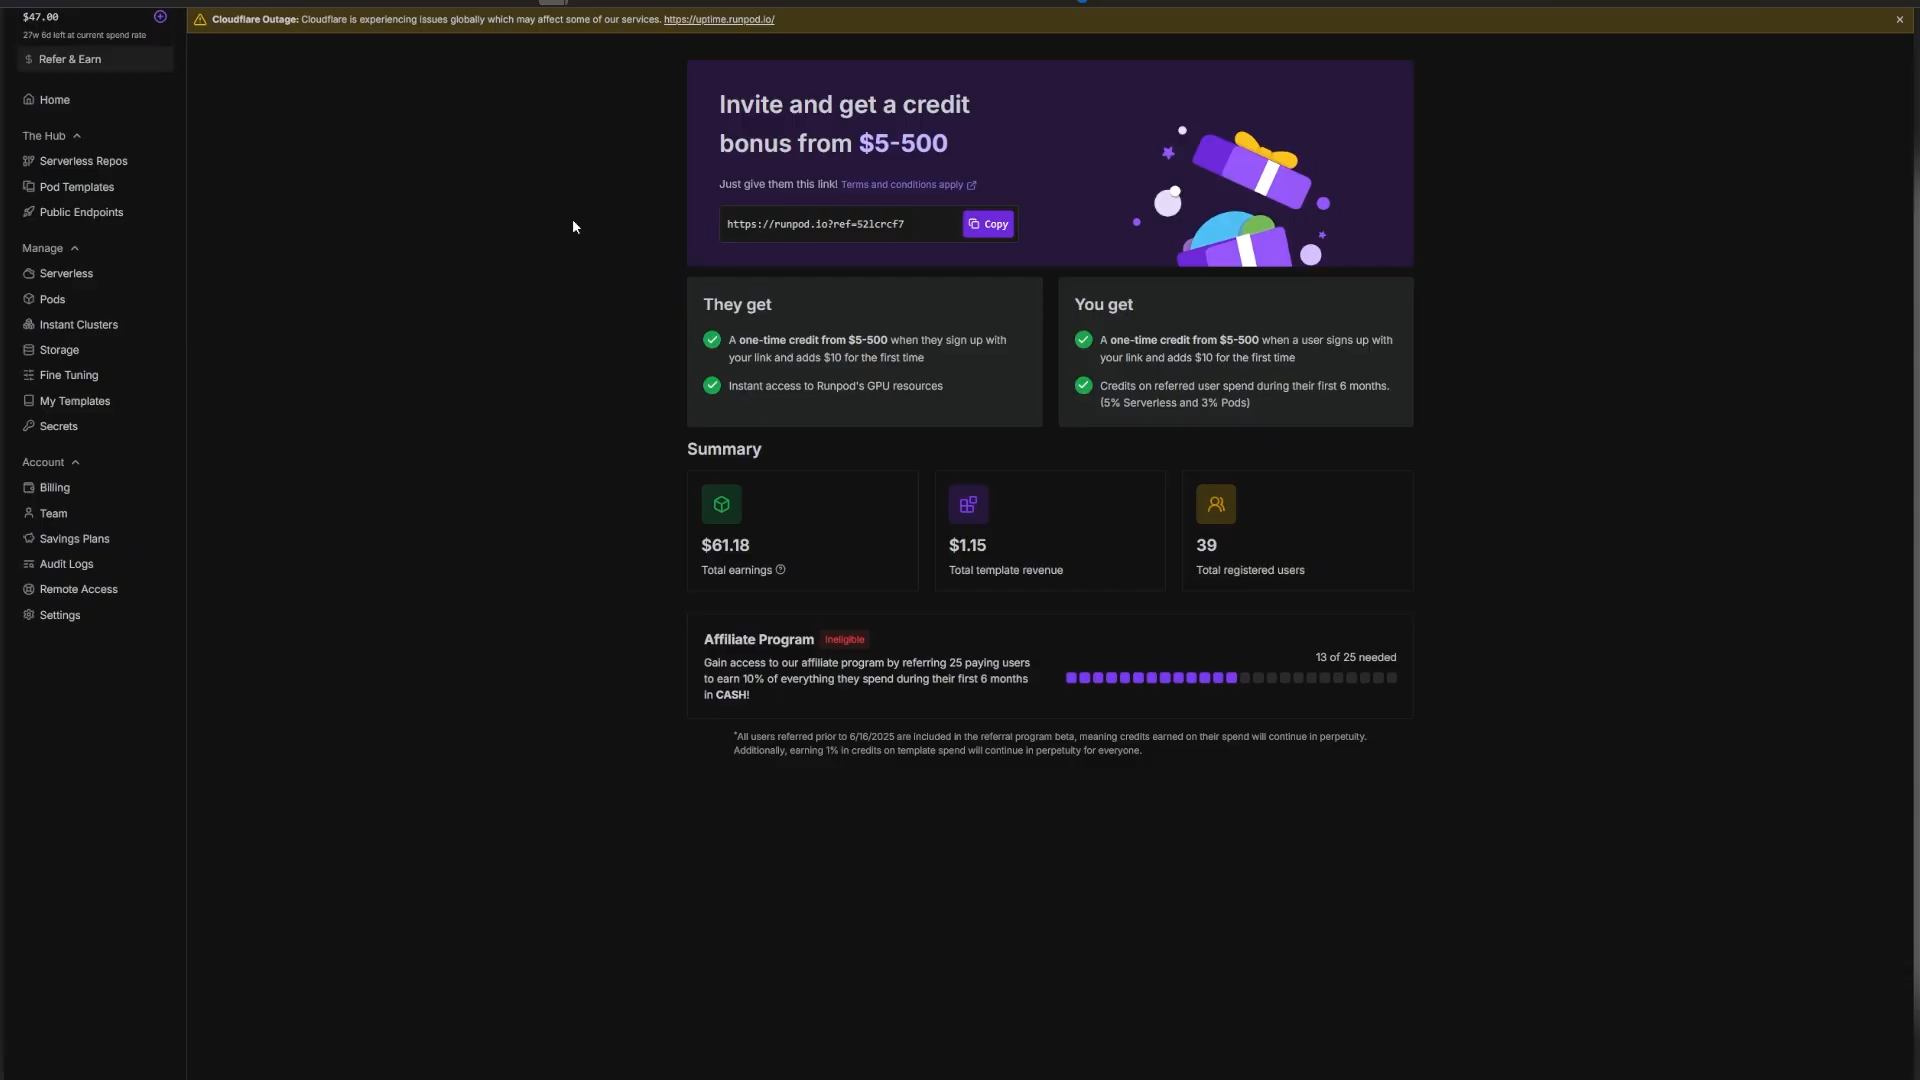 $47.00
27w 6d left at current spend rate
Refer & Earn
Home
The Hub
Serverless Repos
Pod Templates
Public Endpoints
Manage
Serverless
Pods
Instant Clusters
Storage
Fine Tuning
My Templates
Secrets
Account
Billing
Team
Savings Plans
Audit Logs
Remote Access
Settings
Cloudflare Outage: Cloudflare is experiencing issues globally which may affect some of our services. https://uptime.runpod.io/
Invite and get a credit
bonus from $5-500
Just give them this link! Terms and conditions apply
https://runpod.io?ref=52lcrcf7
Copy
They get
A one-time credit from $5-500 when they sign up with
your link and adds $10 for the first time
Instant access to Runpod's GPU resources
You get
A one-time credit from $5-500 when a user signs up with
your link and adds $10 for the first time
Credits on referred user spend during their first 6 months.
(5% Serverless and 3% Pods)
Summary
$61.18
Total earnings
$1.15
Total template revenue
39
Total registered users
Affiliate Program Ineligible
Gain access to our affiliate program by referring 25 paying users
to earn 10% of everything they spend during their first 6 months
in CASH!
13 of 25 needed
*All users referred prior to 6/16/2025 are included in the referral program beta, meaning credits earned on their spend will continue in perpetuity.
Additionally, earning 1% in credits on template spend will continue in perpetuity for everyone.